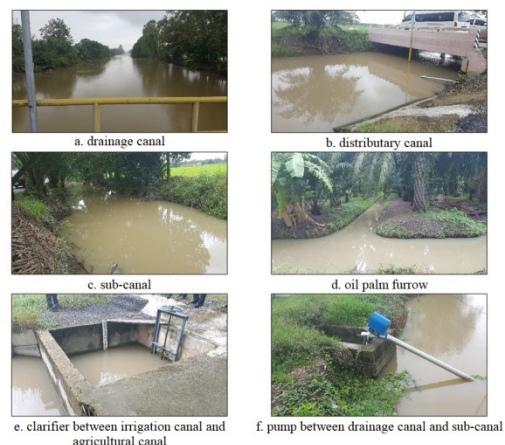 a. drainage canal
b. distributary canal
c. sub-canal
d. oil palm furrow
e. clarifier between irrigation canal and
agricultural canal
f. pump between drainage canal and sub-canal